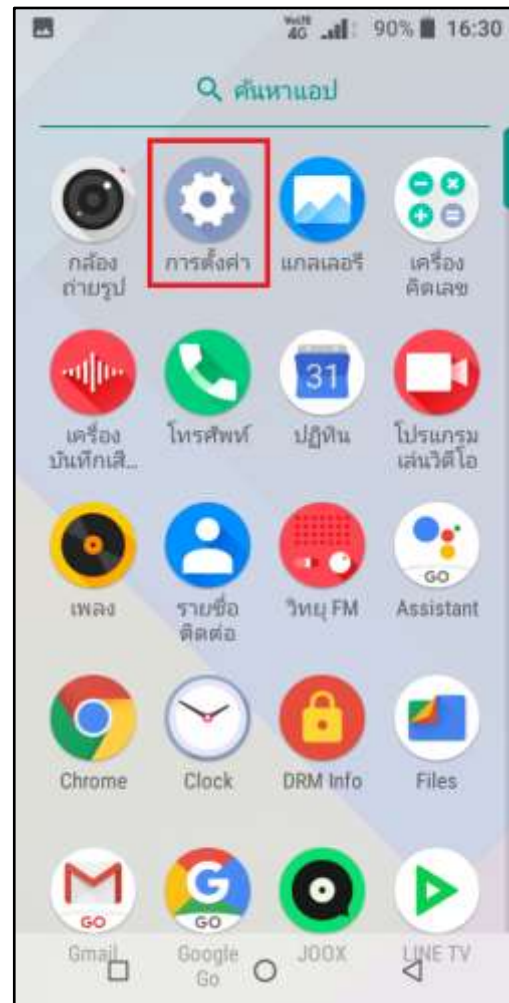 VoLTE
4G 90% 16:30
ค้นหาแอป
กล้อง
ถ่ายรูป
การตั้งค่า
แกลเลอรี
เครื่อง
คิดเลข
31
เครื่อง
บันทึกเสี...
โทรศัพท์
ปฏิทิน
โปรแกรม
เล่นวิดีโอ
GO
เพลง
รายชื่อ
ติดต่อ
วิทยุ FM
Assistant
Chrome
Clock
DRM Info
Files
GO
GO
Gmail
Google
Go
JOOX
LINE TV